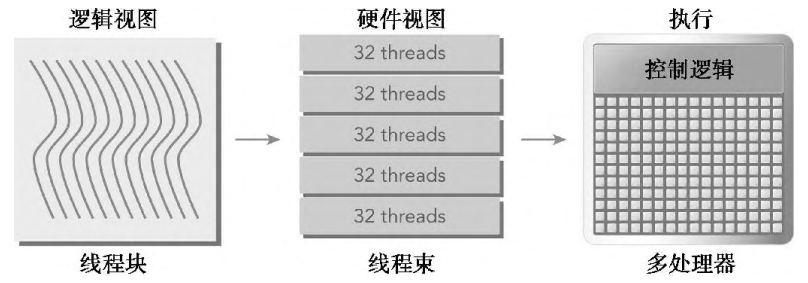 逻辑视图
硬件视图
执行
32 threads
32 threads
32 threads
32 threads
32 threads
控制逻辑
线程块
线程束
多处理器